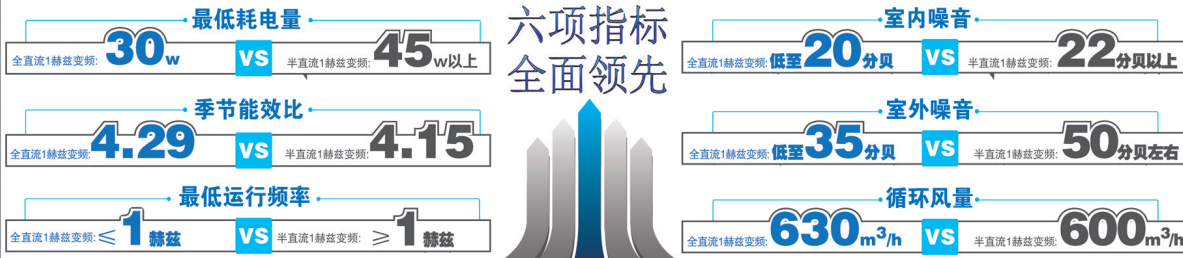 最低耗电量
全直流1赫兹变频:30w VS 半直流1赫兹变频:45w以上
季节能效比
全直流1赫兹变频:4.29 VS 半直流1赫兹变频:4.15
最低运行频率
全直流1赫兹变频:≤1赫兹 VS 半直流1赫兹变频:≥1赫兹
六项指标
全面领先
室内噪音
全直流1赫兹变频:低至20分贝 VS 半直流1赫兹变频:22分贝以上
室外噪音
全直流1赫兹变频:低至35分贝 VS 半直流1赫兹变频:50分贝左右
循环风量
全直流1赫兹变频:630m³/h VS 半直流1赫兹变频:600m³/h